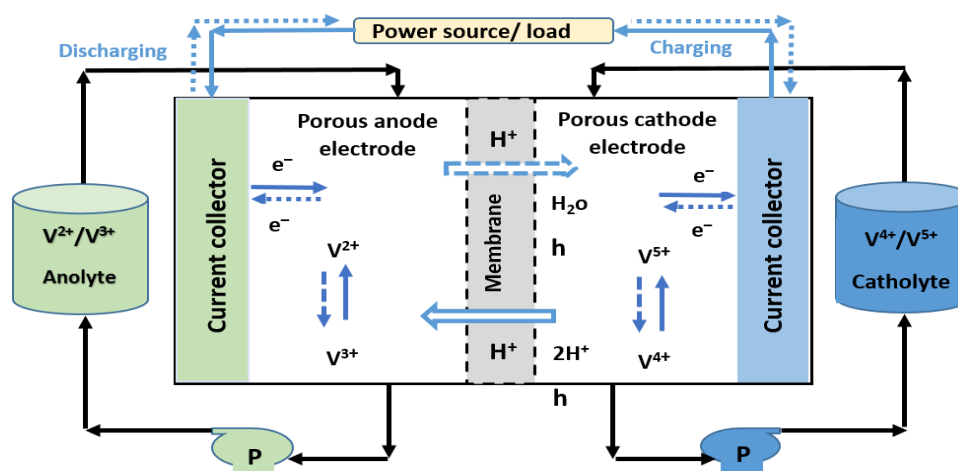 Power source/ load
Discharging
Charging
Porous anode
electrode
H⁺
Porous cathode
electrode
Current collector
e⁻
e⁻
Membrane
H₂o
h
e⁻
e⁻
Current collector
V²⁺/V³⁺
Anolyte
V²⁺
V³⁺
V⁵⁺
V⁴⁺
V⁴⁺/V⁵⁺
Catholyte
H⁺
2H⁺
h
P
P